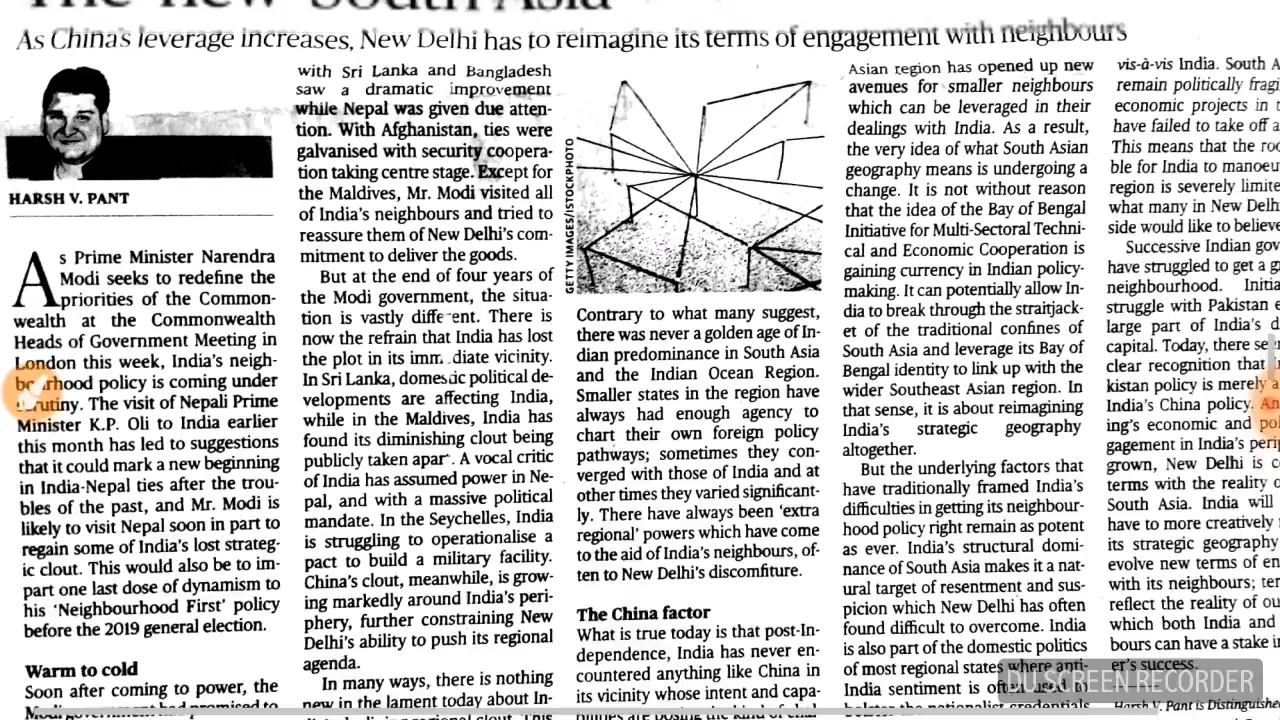 The new South Asia
As China's leverage increases, New Delhi has to reimagine its terms of engagement with neighbours
HARSH V. PANT
As Prime Minister Narendra
Modi seeks to redefine the
priorities of the Common-
wealth at the Commonwealth
Heads of Government Meeting in
London this week, India's neigh-
policy is coming under
The visit of Nepali Prime
Minister K.P. Oli to India earlier
this month has led to suggestions
that it could mark a new beginning
in India-Nepal ties after the trou-
bles of the past, and Mr. Modi is
likely to visit Nepal soon in part to
regain some of India's lost strateg-
ic clout. This would also be to im-
part one last dose of dynamism to
his 'Neighbourhood First' policy
before the 2019 general election.
Warm to cold
Soon after coming to power, the
Modi government had promised to
with Sri Lanka and Bangladesh
saw a dramatic improvement
while Nepal was given due atten-
tion. With Afghanistan, ties were
galvanised with security coopera-
tion taking centre stage. Except for
the Maldives, Mr. Modi visited all
of India's neighbours and tried to
reassure them of New Delhi's com-
mitment to deliver the goods.
But at the end of four years of
the Modi government, the situa-
tion is vastly different. There is
now the refrain that India has lost
the plot in its immediate vicinity.
In Sri Lanka, domestic political de-
velopments are affecting India,
while in the Maldives, India has
found its diminishing clout being
publicly taken apart. A vocal critic
of India has assumed power in Ne-
pal, and with a massive political
mandate. In the Seychelles, India
is struggling to operationalise a
pact to build a military facility.
China's clout, meanwhile, is grow-
ing markedly around India's peri-
phery, further constraining New
Delhi's ability to push its regional
agenda.
In many ways, there is nothing
new in the lament today about In-
GETTY IMAGES/ISTOCKPHOTO
Contrary to what many suggest,
there was never a golden age of In-
dian predominance in South Asia
and the Indian Ocean Region.
Smaller states in the region have
always had enough agency to
chart their own foreign policy
pathways; sometimes they con-
verged with those of India and at
other times they varied significant-
ly. There have always been 'extra
regional' powers which have come
to the aid of India's neighbours, of-
ten to New Delhi's discomfiture.
The China factor
What is true today is that post-In-
dependence, India has never en-
countered anything like China in
its vicinity whose intent and capa-
Asian region has opened up new
avenues for smaller neighbours
which can be leveraged in their
dealings with India. As a result,
the very idea of what South Asian
geography means is undergoing a
change. It is not without reason
that the idea of the Bay of Bengal
Initiative for Multi-Sectoral Techni-
cal and Economic Cooperation is
gaining currency in Indian policy-
making. It can potentially allow In-
dia to break through the straitjack-
et of the traditional confines of
South Asia and leverage its Bay of
Bengal identity to link up with the
wider Southeast Asian region. In
that sense, it is about reimagining
India's strategic geography
altogether.
But the underlying factors that
have traditionally framed India's
difficulties in getting its neighbour-
hood policy right remain as potent
as ever. India's structural domi-
nance of South Asia makes it a nat-
ural target of resentment and sus-
picion which New Delhi has often
found difficult to overcome. India
is also part of the domestic politics
of most regional states where anti-
India sentiment is often used to
bolster the nationalist credentials
vis-à-vis India. South A
remain politically fragi
economic projects in t
have failed to take off a
This means that the roo
ble for India to manoeu
region is severely limite
what many in New Delh
side would like to believe
Successive Indian gov
have struggled to get a g
neighbourhood. Initia
struggle with Pakistan e
large part of India's d
capital. Today, there see
clear recognition that
kistan policy is merely a
India's China policy. An
ing's economic and pol
gagement in India's perip
grown, New Delhi is c
terms with the reality o
South Asia. India will
have to more creatively
its strategic geography
evolve new terms of en
with its neighbours; ter
reflect the reality of ou
which both India and
bours can have a stake i
er's success.
Harsh V. Pant is Distinguishe
DU SCREEN RECORDER